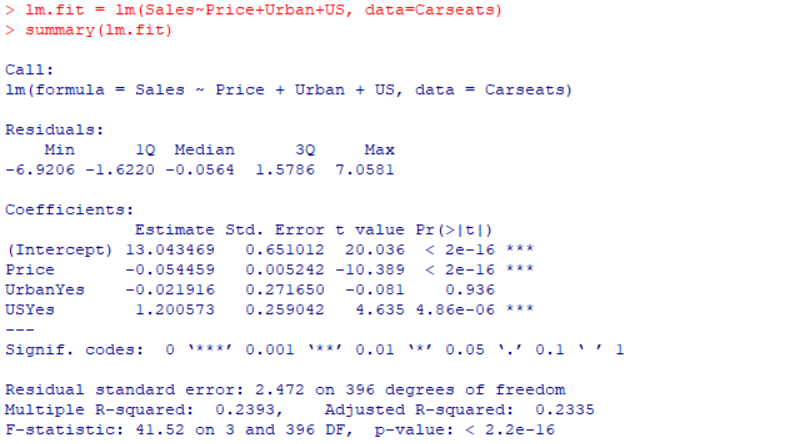 > lm.fit = lm(Sales~Price+Urban+US, data=Carseats)
> summary(lm.fit)
Call:
lm(formula = Sales ~ Price + Urban + US, data = Carseats)
Residuals:
    Min      1Q  Median      3Q     Max
-6.9206 -1.6220 -0.0564  1.5786  7.0581
Coefficients:
             Estimate Std. Error t value Pr(>|t|)
(Intercept) 13.043469   0.651012  20.036  < 2e-16 ***
Price       -0.054459   0.005242 -10.389  < 2e-16 ***
UrbanYes    -0.021916   0.271650  -0.081    0.936
USYes        1.200573   0.259042   4.635 4.86e-06 ***
---
Signif. codes:  0 ‘***’ 0.001 ‘**’ 0.01 ‘*’ 0.05 ‘.’ 0.1 ‘ ’ 1
Residual standard error: 2.472 on 396 degrees of freedom
Multiple R-squared:  0.2393,    Adjusted R-squared:  0.2335
F-statistic: 41.52 on 3 and 396 DF,  p-value: < 2.2e-16